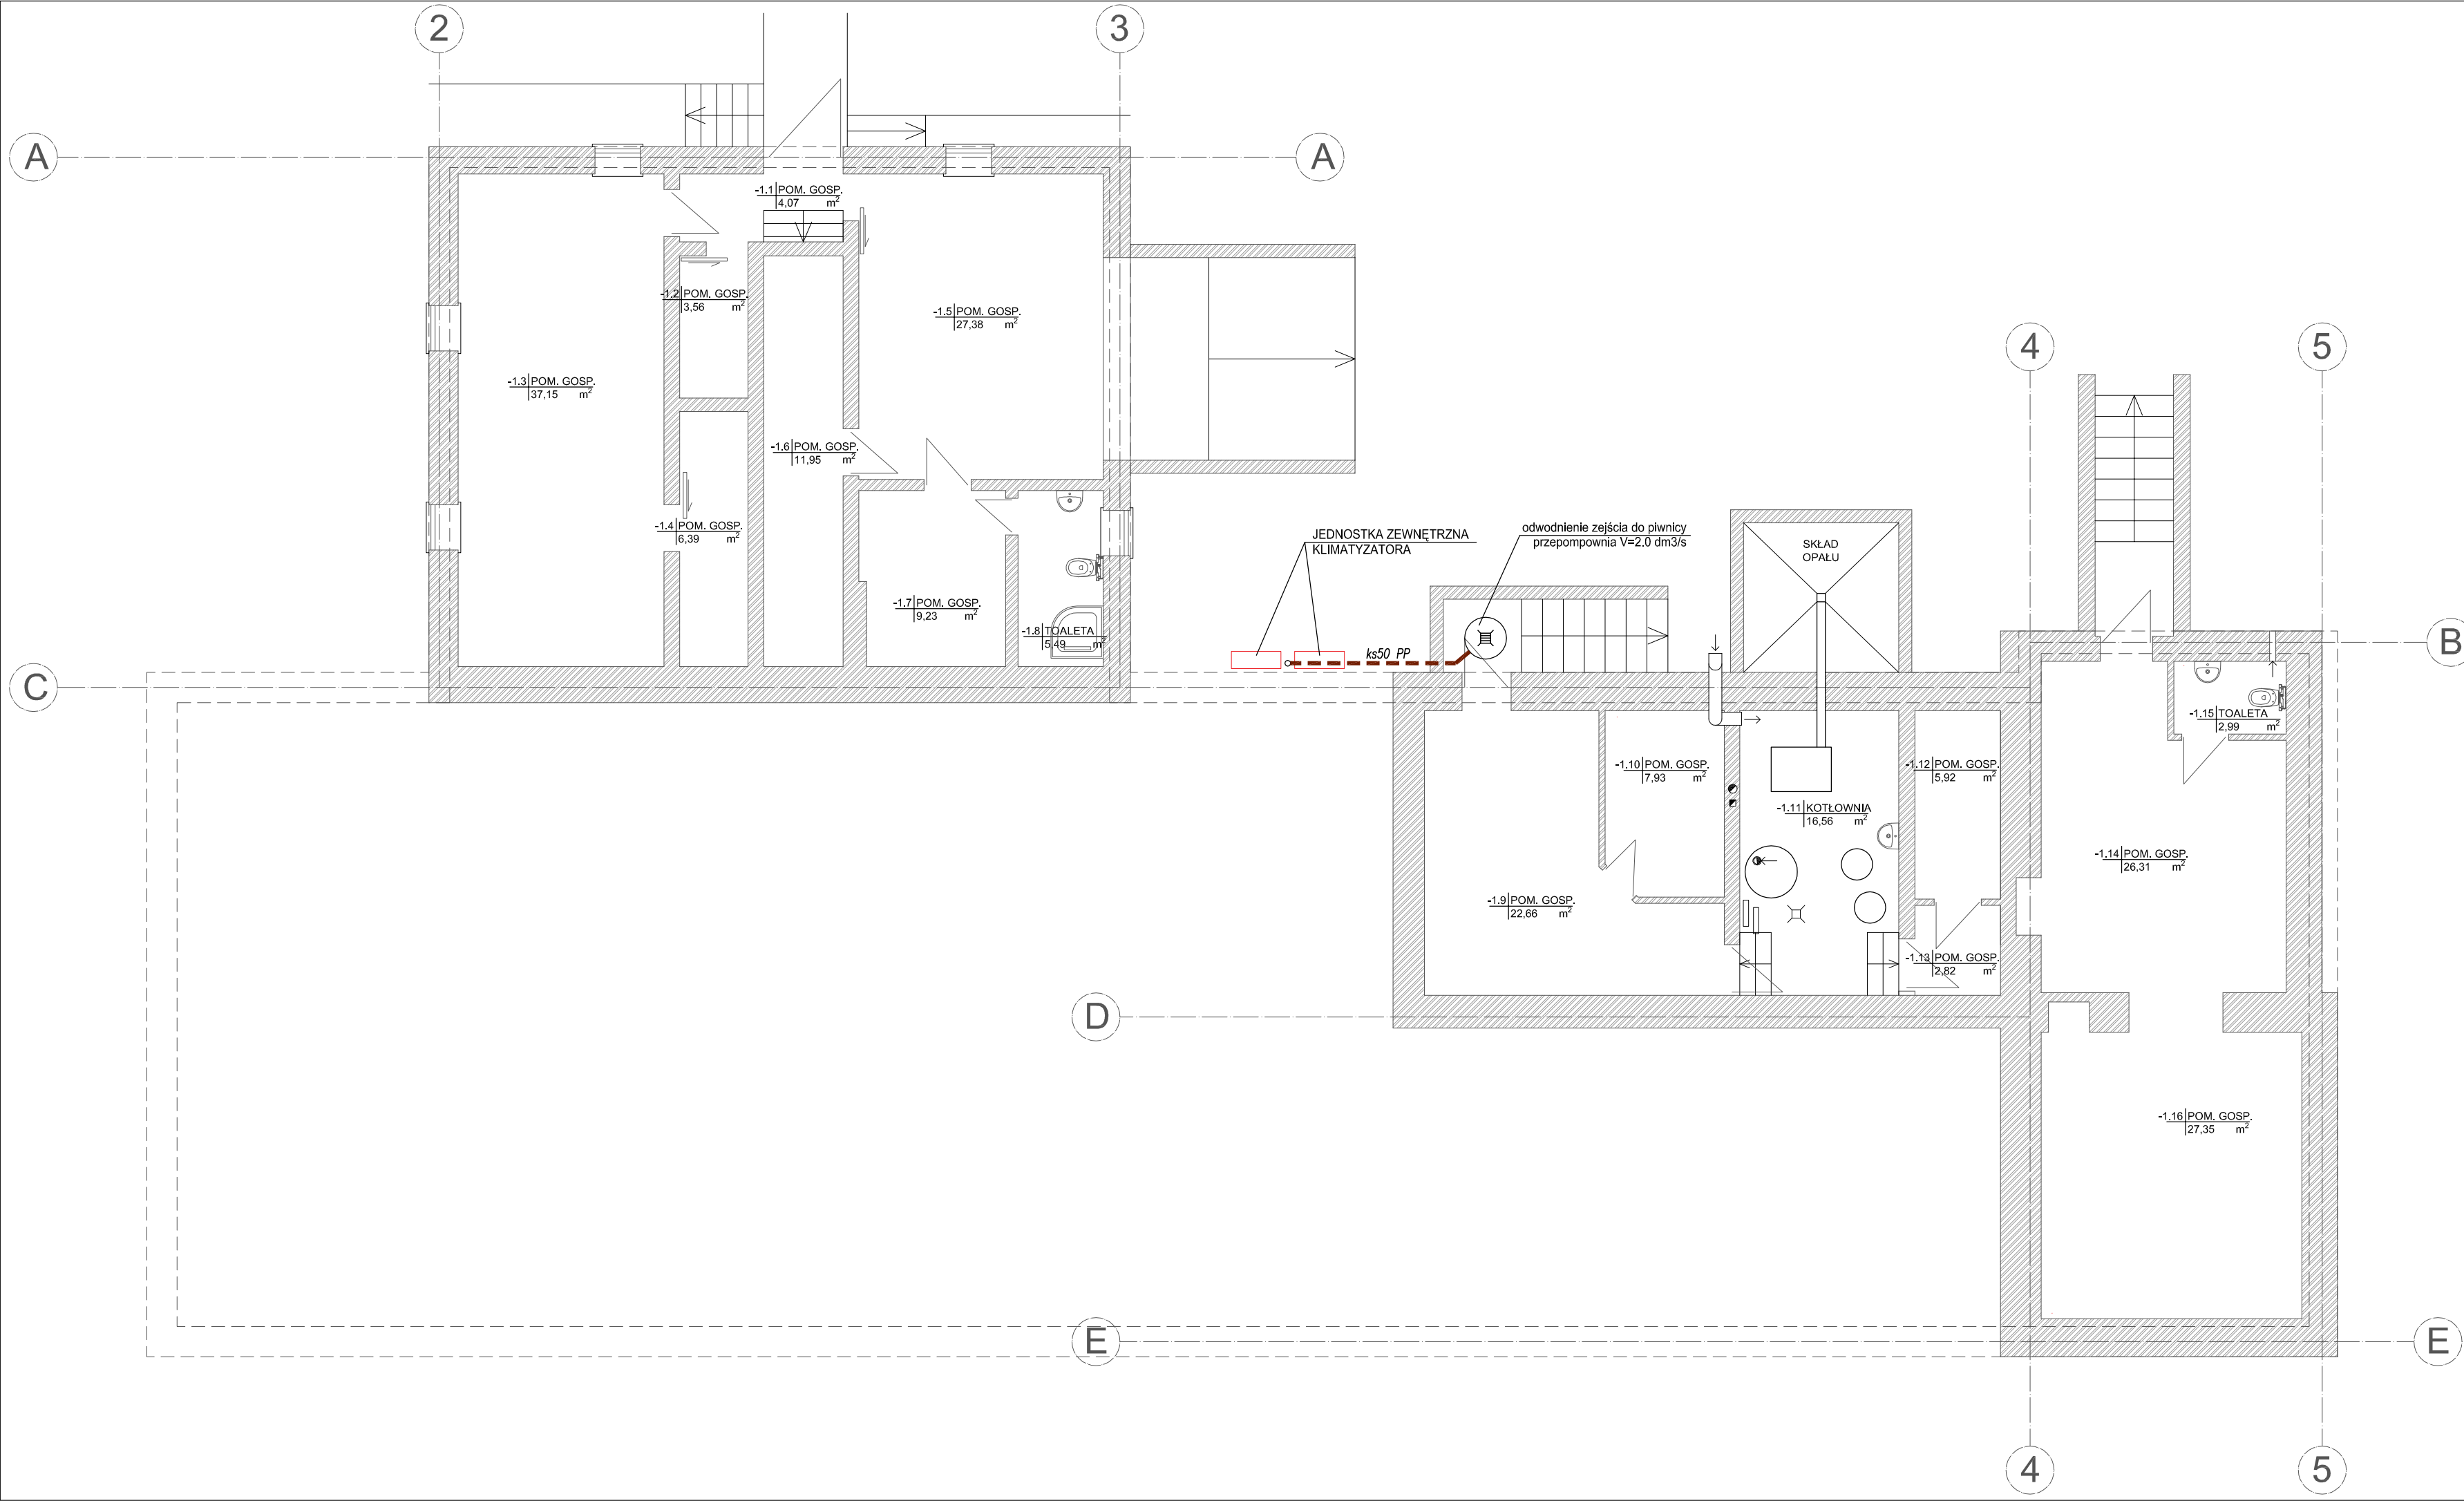 2
3
A
A
-1.1 POM. GOSP.
4,07 m²
-1.2 POM. GOSP.
3,56 m²
-1.5 POM. GOSP.
27,38 m²
-1.3 POM. GOSP.
37,15 m²
4
5
-1.6 POM. GOSP.
11,95 m²
-1.4 POM. GOSP.
6,39 m²
JEDNOSTKA ZEWNĘTRZNA
KLIMATYZATORA
odwodnienie zejścia do piwnicy
przepompownia V=2.0 dm3/s
SKŁAD
OPAŁU
-1.7 POM. GOSP.
9,23 m²
-1.8 TOALETA
5,49 m²
ks50 PP
B
C
-1.15 TOALETA
2,99 m²
-1.10 POM. GOSP.
7,93 m²
-1.12 POM. GOSP.
5,92 m²
-1.11 KOTŁOWNIA
16,56 m²
-1.14 POM. GOSP.
26,31 m²
-1.9 POM. GOSP.
22,66 m²
-1.13 POM. GOSP.
2,82 m²
D
-1.16 POM. GOSP.
27,35 m²
E
E
4
5